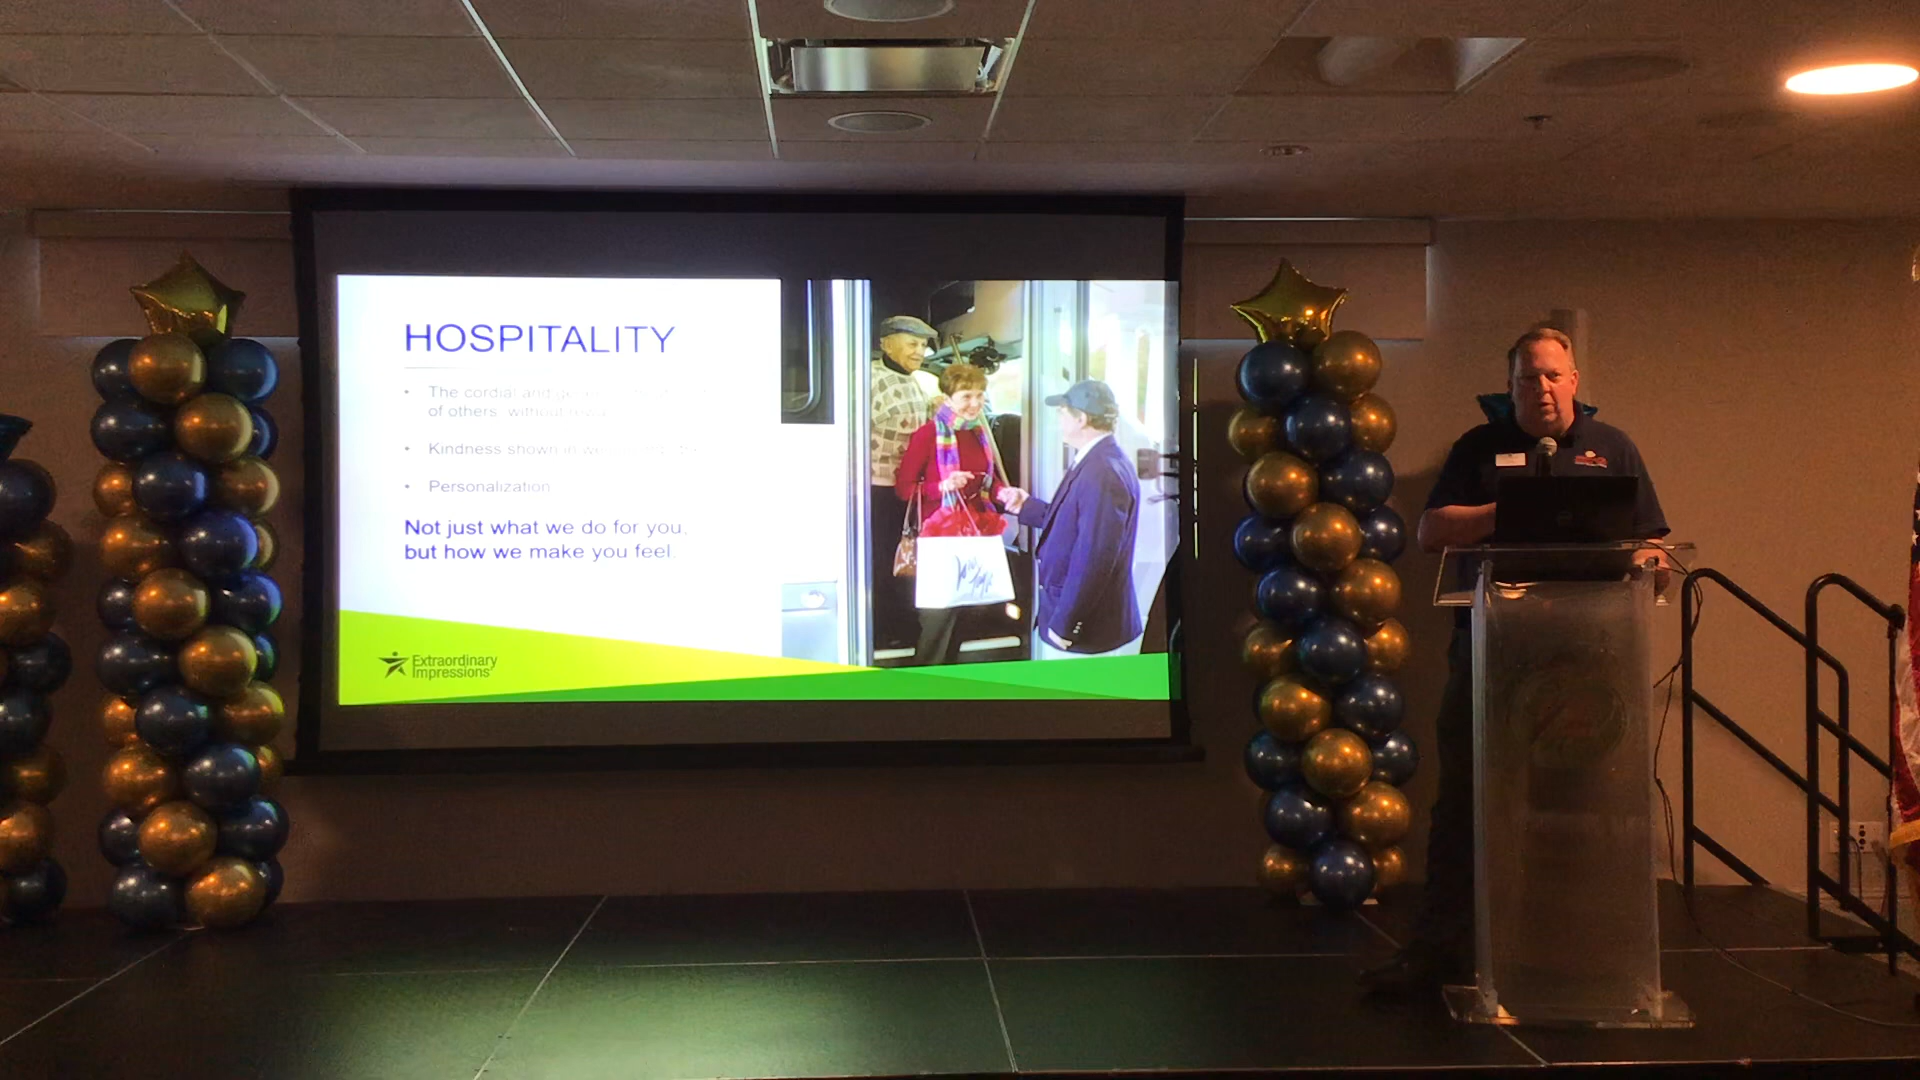 HOSPITALITY
• The cordial and
of others, without
• Kindness shown in
• Personalization
Not just what we do for you,
but how we make you feel.
Extraordinary
Impressions